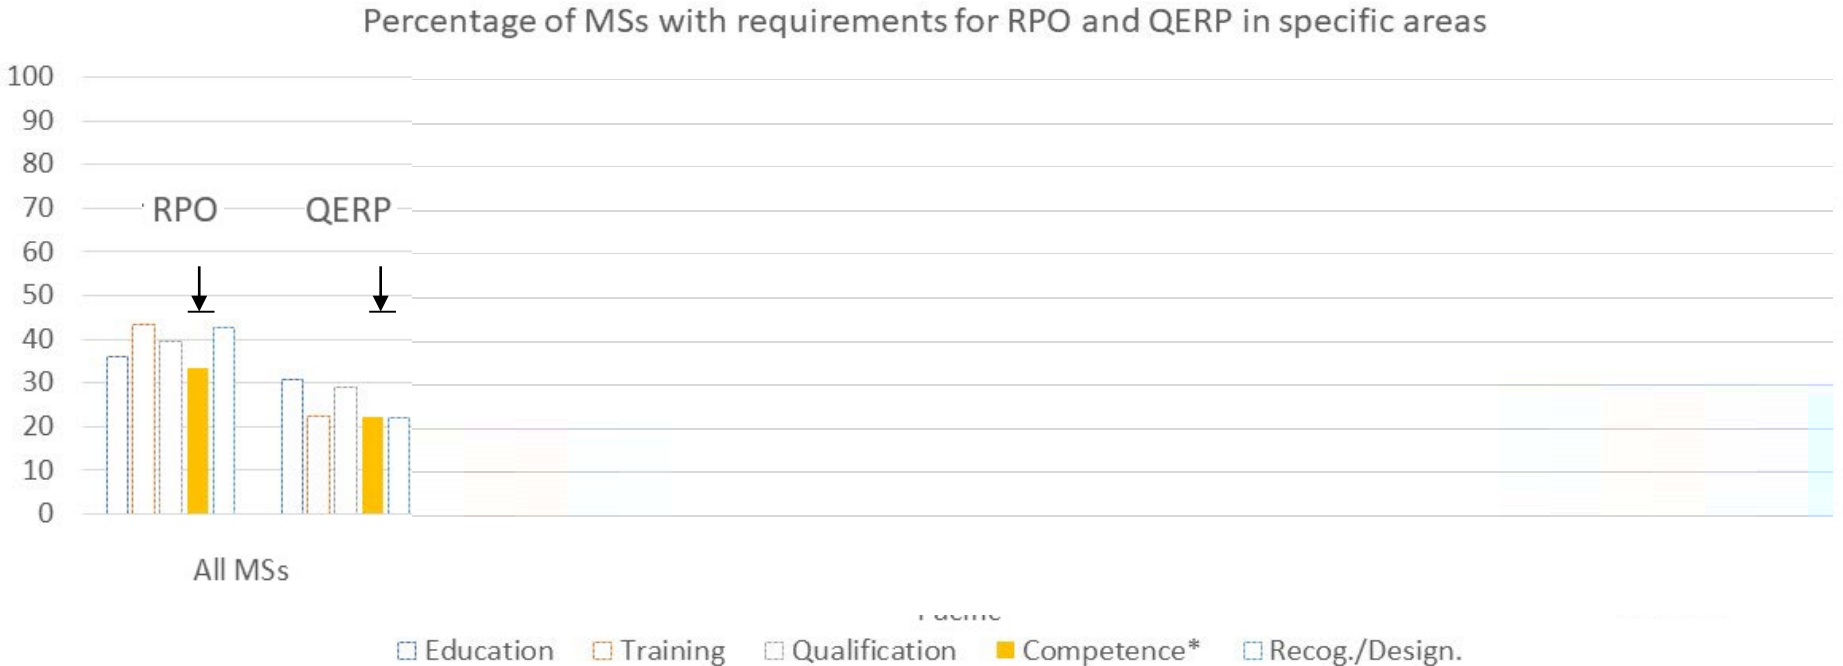 Percentage of MSs with requirements for RPO and QERP in specific areas
100
90
80
70
60
50
40
30
20
10
0
RPO QERP
All MSs
Education Training Qualification Competence* Recog./Design.